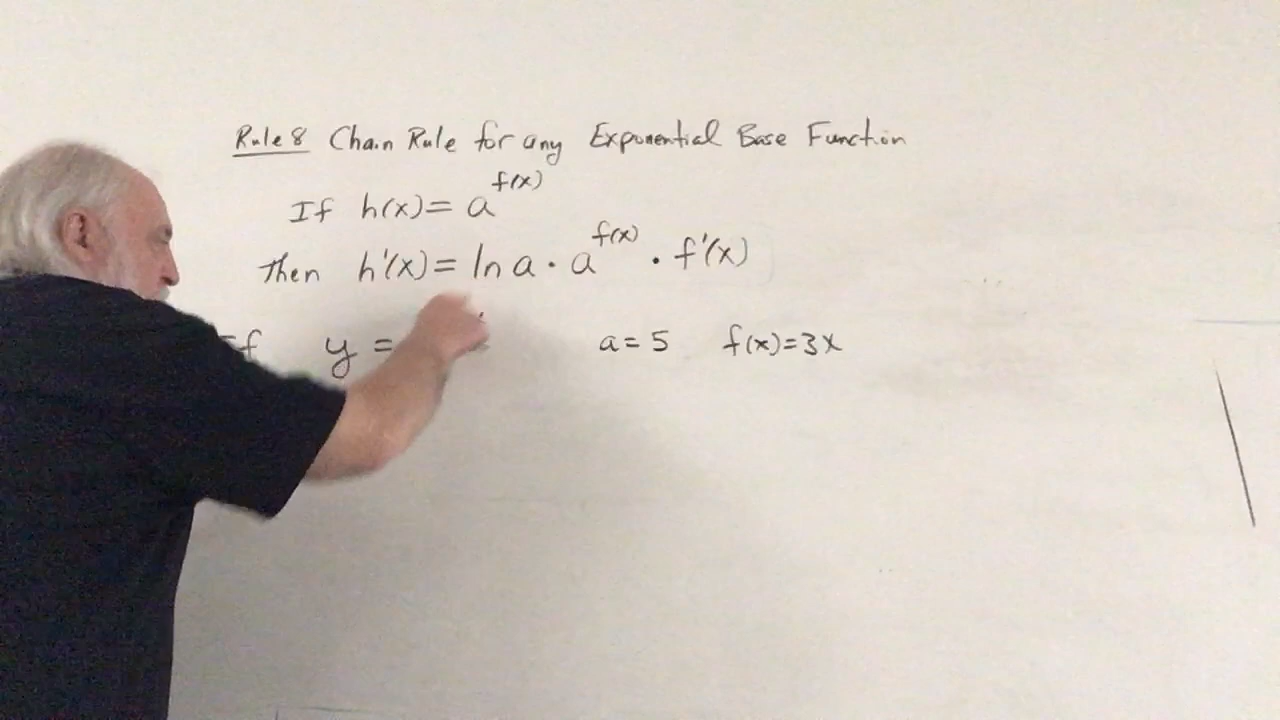 Rule 8 Chain Rule for any Exponential Base Function
If h(x)= a^f(x)
Then h'(x)= ln a · a^f(x) · f'(x)
If y = a=5 f(x)=3x